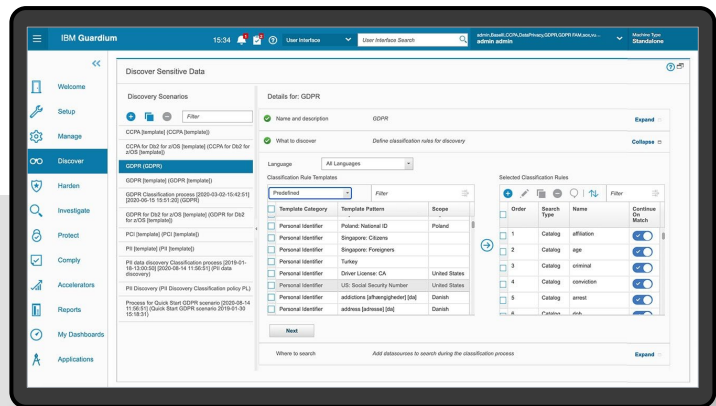 IBM Guardium
15:34
User Interface
User Interface Search
admin admin
Machine Type
Standalone
Discover Sensitive Data
Welcome
Setup
Manage
Discover
Harden
Investigate
Protect
Comply
Accelerators
Reports
My Dashboards
Applications
Discovery Scenarios
Filter
CCPA [template] (CCPA [template])
CCPA for Db2 for z/OS [template] (CCPA for Db2 for
z/OS [template])
GDPR (GDPR)
GDPR [template] (GDPR [template])
GDPR Classification process [2020-03-02-15:42:51]
[2020-06-15 15:51:20] (GDPR)
GDPR for Db2 for z/OS [template] (GDPR for Db2
for z/OS [template])
PCI [template] (PCI [template])
PII [template] (PII [template])
PII data discovery Classification process [2019-01-
18-13:00:50] [2020-08-14 11:56:51] (PII data
discovery)
PII Discovery (PII Discovery Classification policy PL)
Process for Quick Start GDPR scenario [2020-08-14
11:56:51] (Quick Start GDPR scenario 2019-01-30
15:18:31)
Details for: GDPR
Name and description GDPR Expand
What to discover Define classification rules for discovery Collapse
Language All Languages
Classification Rule Templates
Predefined Filter
Template Category Template Pattern Scope
Personal Identifier Poland: National ID Poland
Personal Identifier Singapore: Citizens
Personal Identifier Singapore: Foreigners
Personal Identifier Turkey
Personal Identifier Driver License: CA United States
Personal Identifier US: Social Security Number United States
Personal Identifier addictions [afhængigheder] [da] Danish
Personal Identifier address [adresse] [da] Danish
Selected Classification Rules
Filter
Order Search Type Name Continue On Match
1 Catalog affiliation
2 Catalog age
3 Catalog criminal
4 Catalog conviction
5 Catalog arrest
6 Catalog dob
Next
Where to search Add datasources to search during the classification process Expand